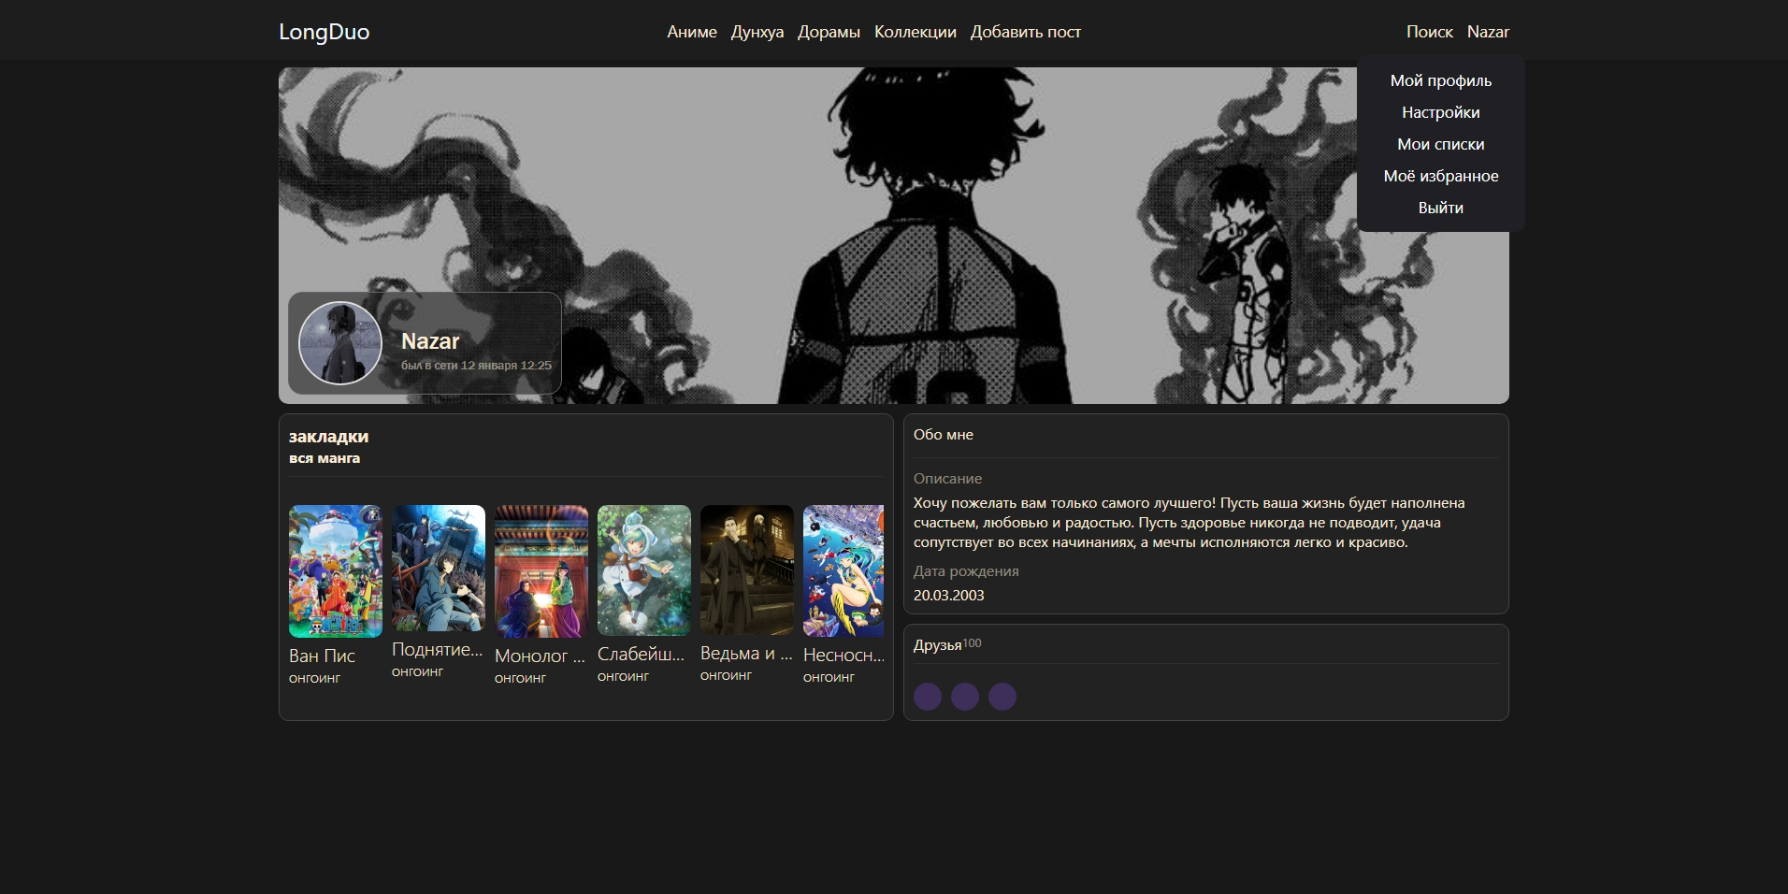 LongDuo
Аниме Дунхуа Дорамы Коллекции Добавить пост
Поиск Nazar
Мой профиль
Настройки
Мои списки
Моё избранное
Выйти
Nazar
был в сети 12 января 12:25
закладки
вся манга
Ван Пис
онгоинг
Поднятие...
онгоинг
Монолог ...
онгоинг
Слабейш...
онгоинг
Ведьма и ...
онгоинг
Несносн...
онгоинг
Обо мне
Описание
Хочу пожелать вам только самого лучшего! Пусть ваша жизнь будет наполнена
счастьем, любовью и радостью. Пусть здоровье никогда не подводит, удача
сопутствует во всех начинаниях, а мечты исполняются легко и красиво.
Дата рождения
20.03.2003
Друзья100